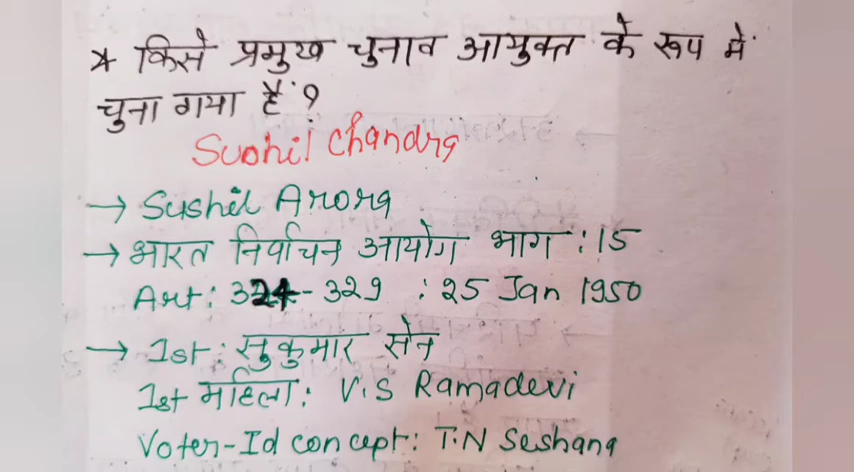 * किसे प्रमुख चुनाव आयुक्त के रूप में
चुना गया हैं ?
Sushil Chandra
→ Sushil Arora
→ भारत निर्वाचन आयोग भाग : 15
Art : 324 - 329 : 25 Jan 1950
→ 1st : सुकुमार सेन
1st महिला : V.S Ramadevi
Voter-Id concept : T.N Seshana